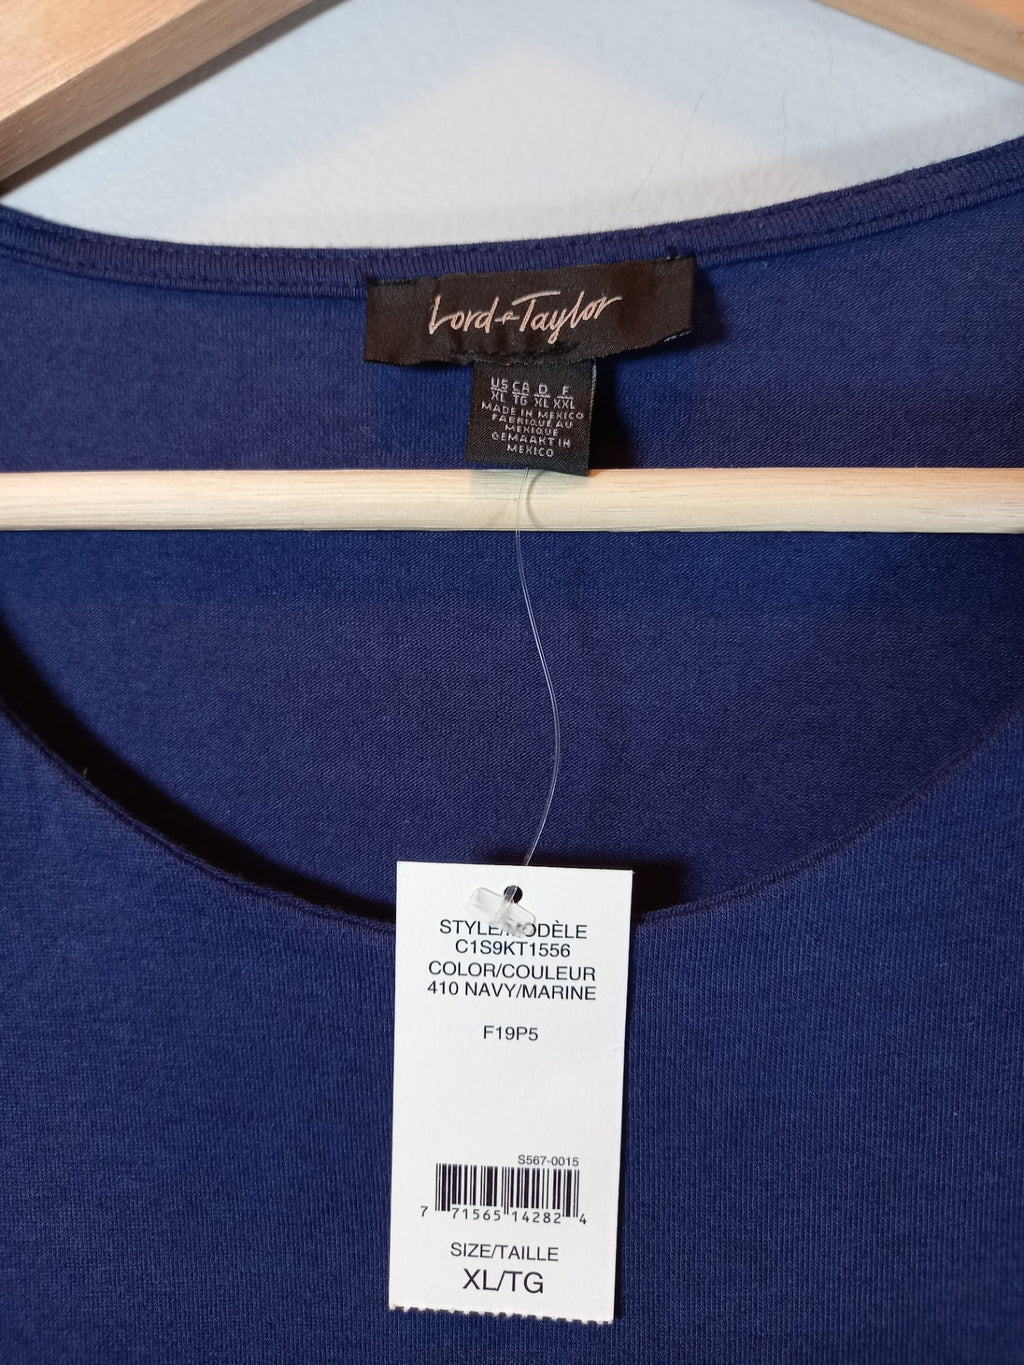 Lord & Taylor
US CA D F
XL TG XL XXL
MADE IN MEXICO
FABRIQUÉ AU
MEXIQUE
GEMAAKT IN
MEXICO
STYLE/MODÈLE
C1S9KT1556
COLOR/COULEUR
410 NAVY/MARINE
F19P5
S567-0015
7 71565 14282 4
SIZE/TAILLE
XL/TG